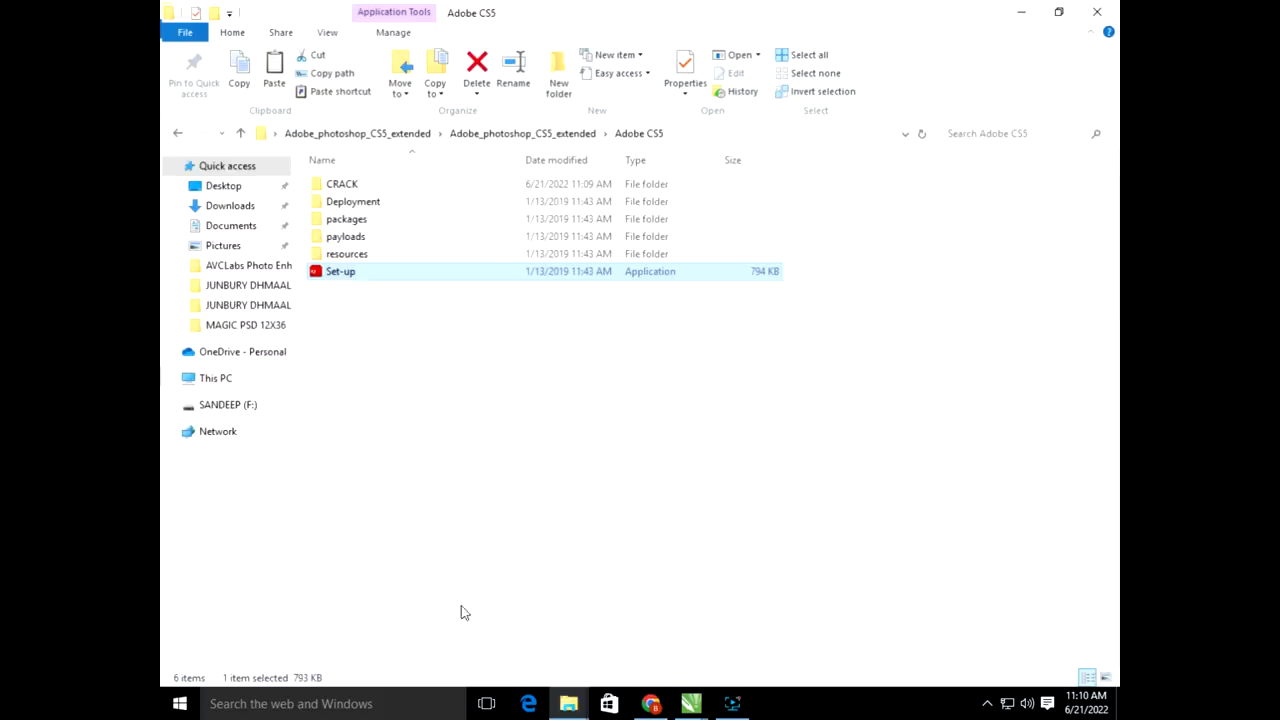 Application Tools Adobe CS5
File Home Share View Manage
Pin to Quick access
Copy
Paste
Cut
Copy path
Paste shortcut
Clipboard
Move to
Copy to
Delete
Rename
Organize
New folder
New item
Easy access
New
Properties
Open
Edit
History
Open
Select all
Select none
Invert selection
Select
Adobe_photoshop_CS5_extended › Adobe_photoshop_CS5_extended › Adobe CS5
Search Adobe CS5
Quick access
Desktop
Downloads
Documents
Pictures
AVCLabs Photo Enh
JUNBURY DHMAAL
JUNBURY DHMAAL
MAGIC PSD 12X36
OneDrive - Personal
This PC
SANDEEP (F:)
Network
Name Date modified Type Size
CRACK 6/21/2022 11:09 AM File folder
Deployment 1/13/2019 11:43 AM File folder
packages 1/13/2019 11:43 AM File folder
payloads 1/13/2019 11:43 AM File folder
resources 1/13/2019 11:43 AM File folder
Set-up 1/13/2019 11:43 AM Application 794 KB
6 items 1 item selected 793 KB
Search the web and Windows
11:10 AM
6/21/2022